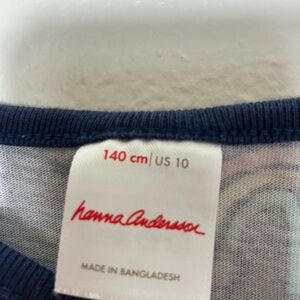 140 cm | US 10
hanna Andersson
MADE IN BANGLADESH